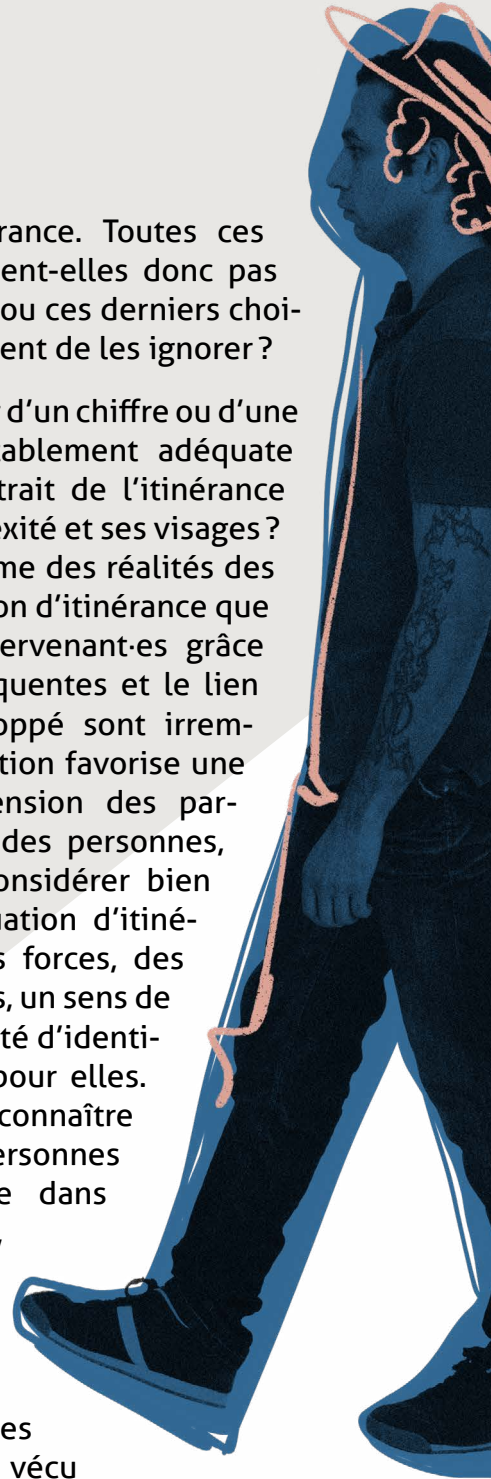 rance. Toutes ces
ent-elles donc pas
ou ces derniers choi-
ent de les ignorer ?
d’un chiffre ou d’une
tablement adéquate
trait de l’itinérance
exité et ses visages ?
me des réalités des
on d’itinérance que
ervenant·es grâce
quentes et le lien
oppé sont irrem-
tion favorise une
ension des par-
des personnes,
onsidérer bien
uation d’itiné-
s forces, des
s, un sens de
té d’identi-
pour elles.
connaître
ersonnes
e dans
,
es
vécu